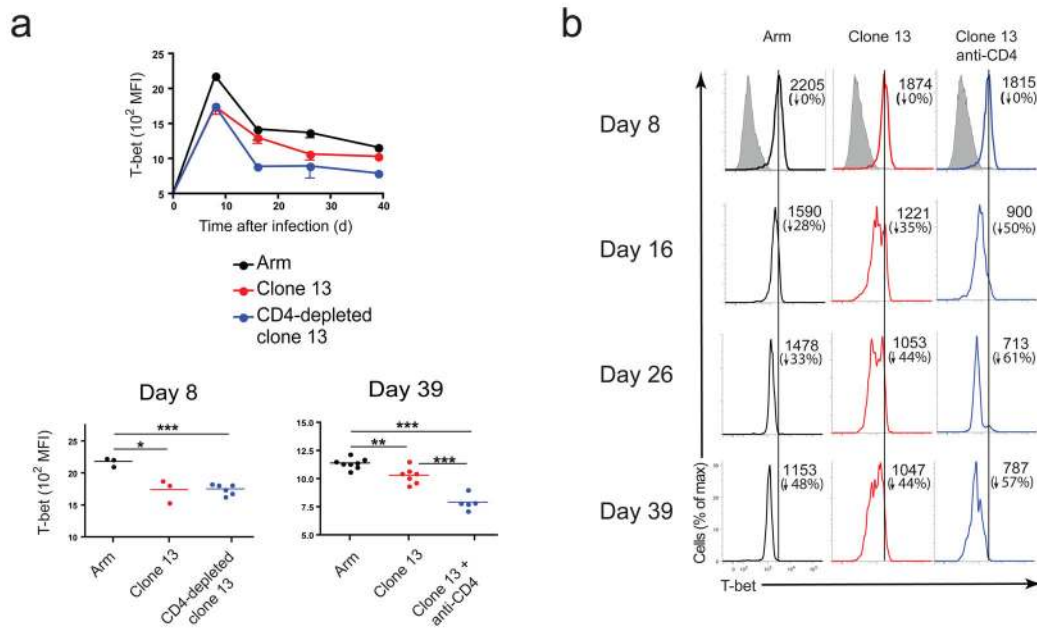 a
25
20
15
10
5
0 10 20 30 40
T-bet (10² MFI)
Time after infection (d)
Arm
Clone 13
CD4-depleted
clone 13
Day 8
***
*
25
20
15
10
T-bet (10² MFI)
Arm
Clone 13
CD4-depleted
clone 13
Day 39
***
**
***
15.0
12.5
10.0
7.5
5.0
Arm
Clone 13
Clone 13 +
anti-CD4
b
Arm
Clone 13
Clone 13
anti-CD4
Day 8
2205
(↓0%)
1874
(↓0%)
1815
(↓0%)
Day 16
1590
(↓28%)
1221
(↓35%)
900
(↓50%)
Day 26
1478
(↓33%)
1053
(↓44%)
713
(↓61%)
Day 39
1153
(↓48%)
1047
(↓44%)
787
(↓57%)
Cells (% of max)
T-bet